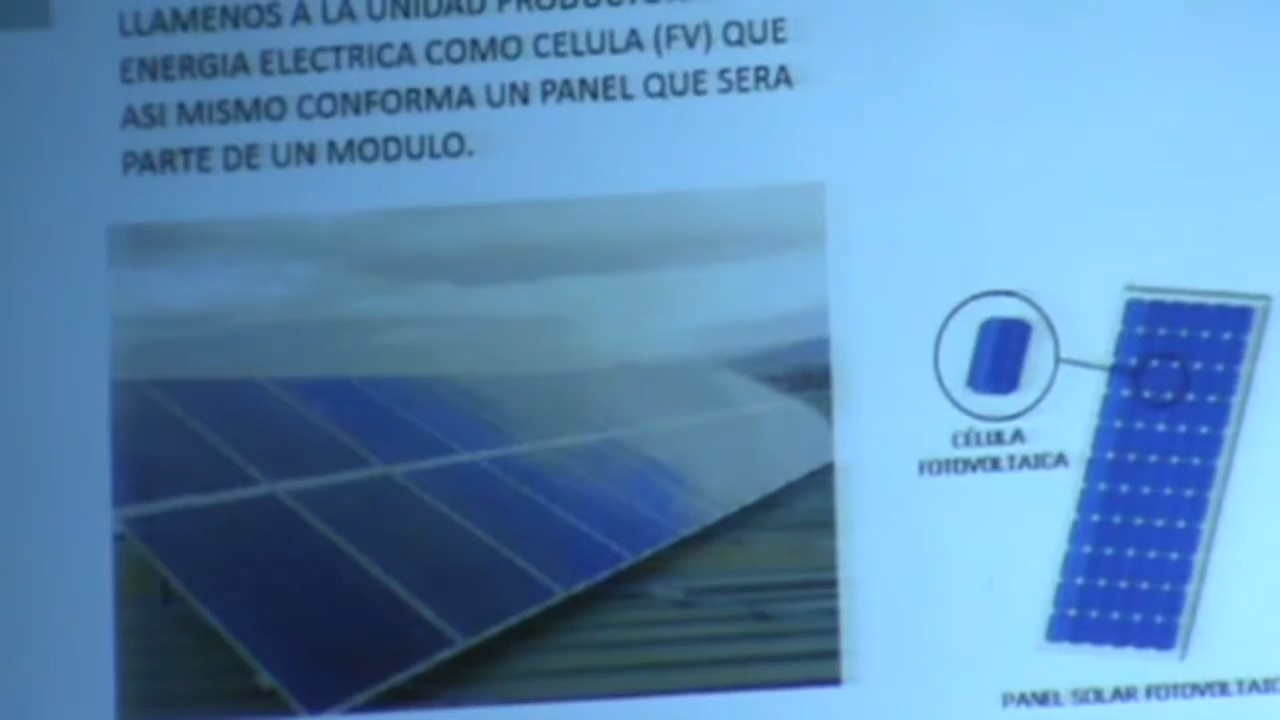 LLAMENOS A LA UNIDAD
ENERGIA ELECTRICA COMO CELULA (FV) QUE
ASI MISMO CONFORMA UN PANEL QUE SERA
PARTE DE UN MODULO.
CÉLULA
FOTOVOLTAICA
PANEL SOLAR